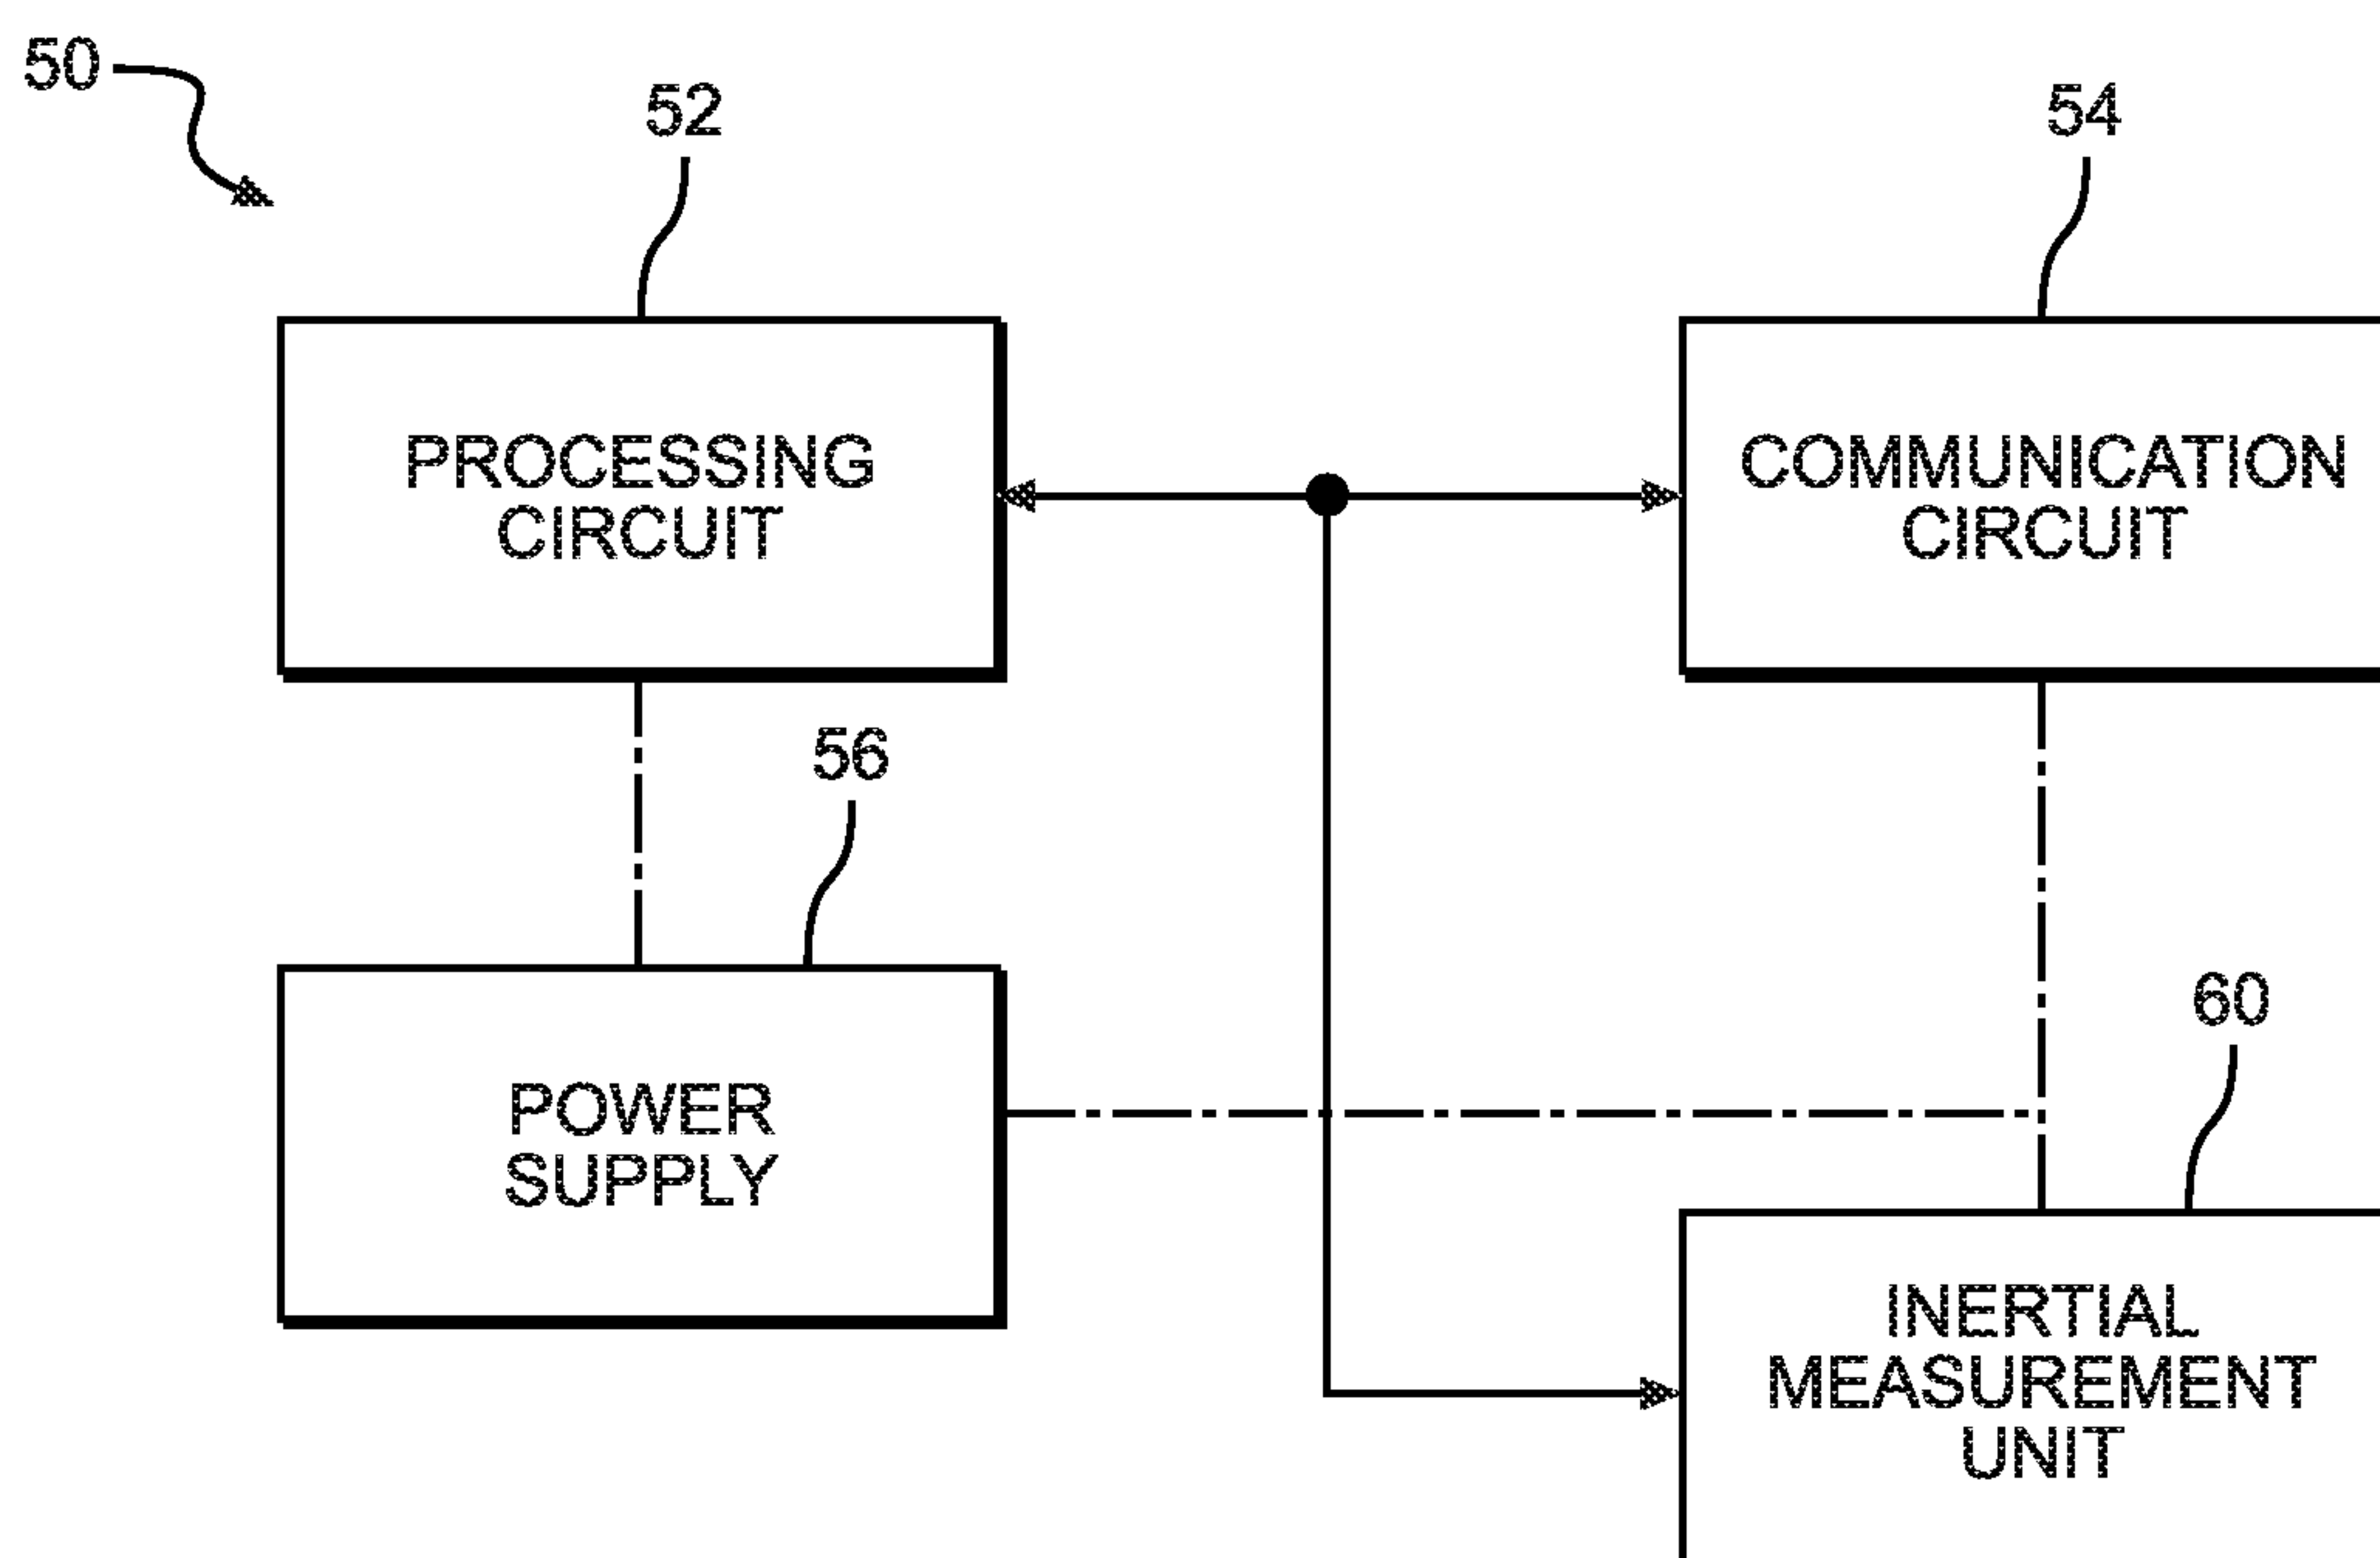 50
52
54
PROCESSING
CIRCUIT
COMMUNICATION
CIRCUIT
56
60
POWER
SUPPLY
INERTIAL
MEASUREMENT
UNIT